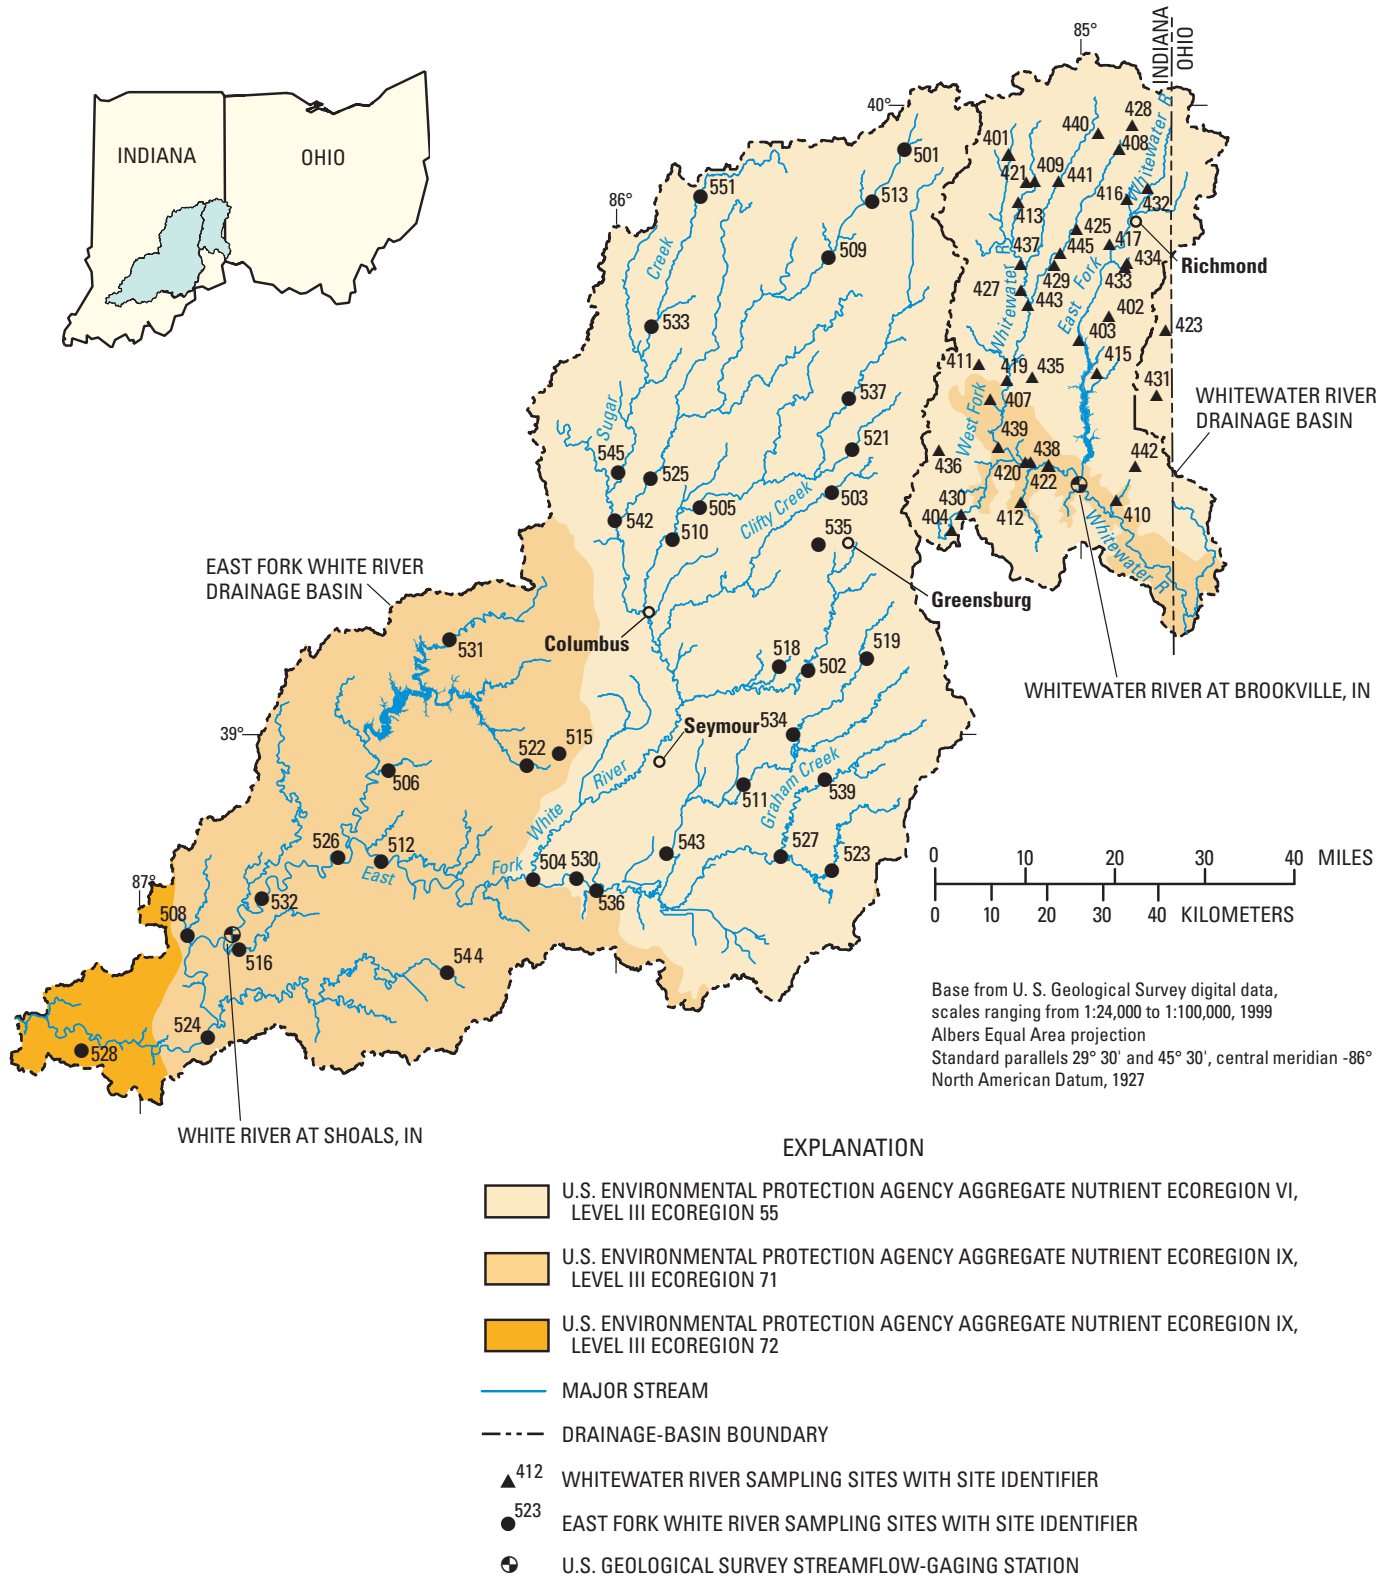 INDIANA
OHIO
85°
INDIANA
OHIO
40°
86°
39°
87°
551
501
513
509
533
537
521
545
525
505
503
542
510
535
531
518
502
519
534
515
522
506
511
539
526
512
504
530
543
527
523
536
532
508
516
544
524
528
401
440
428
408
421
409
441
416
432
413
425
417
437
445
434
429
433
427
443
402
403
423
411
419
435
415
431
407
439
438
442
436
420
422
430
412
410
404
Creek
Sugar
Clifty Creek
Graham Creek
White
River
East
Fork
Whitewater R
Whitewater R
East Fork
West Fork
Whitewater R
Richmond
Greensburg
Columbus
Seymour
EAST FORK WHITE RIVER
DRAINAGE BASIN
WHITEWATER RIVER
DRAINAGE BASIN
WHITEWATER RIVER AT BROOKVILLE, IN
WHITE RIVER AT SHOALS, IN
0 10 20 30 40 MILES
0 10 20 30 40 KILOMETERS
Base from U. S. Geological Survey digital data,
scales ranging from 1:24,000 to 1:100,000, 1999
Albers Equal Area projection
Standard parallels 29° 30' and 45° 30', central meridian -86°
North American Datum, 1927
EXPLANATION
U.S. ENVIRONMENTAL PROTECTION AGENCY AGGREGATE NUTRIENT ECOREGION VI,
LEVEL III ECOREGION 55
U.S. ENVIRONMENTAL PROTECTION AGENCY AGGREGATE NUTRIENT ECOREGION IX,
LEVEL III ECOREGION 71
U.S. ENVIRONMENTAL PROTECTION AGENCY AGGREGATE NUTRIENT ECOREGION IX,
LEVEL III ECOREGION 72
MAJOR STREAM
DRAINAGE-BASIN BOUNDARY
412 WHITEWATER RIVER SAMPLING SITES WITH SITE IDENTIFIER
523 EAST FORK WHITE RIVER SAMPLING SITES WITH SITE IDENTIFIER
U.S. GEOLOGICAL SURVEY STREAMFLOW-GAGING STATION